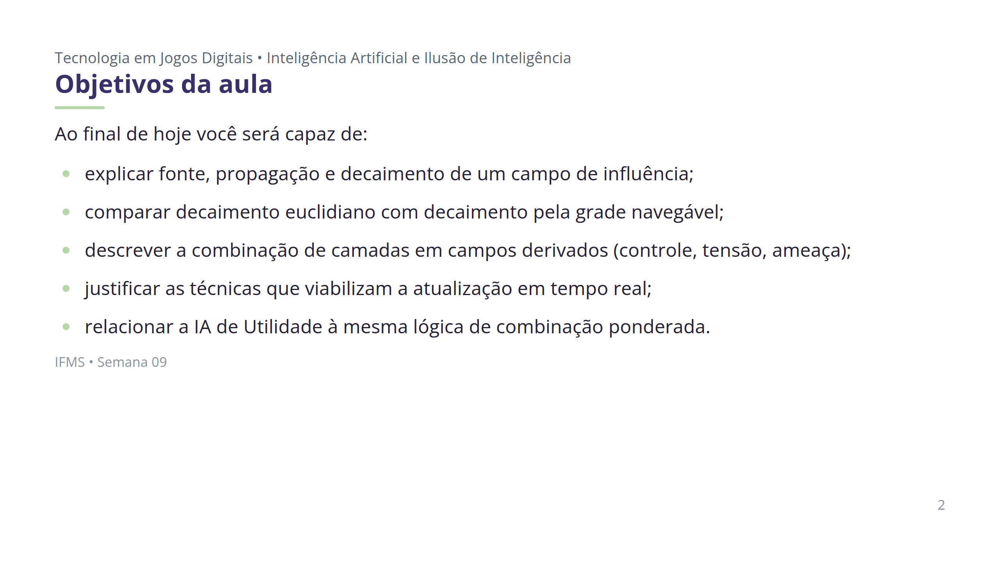 Tecnologia em Jogos Digitais • Inteligência Artificial e Ilusão de Inteligência
Objetivos da aula
Ao final de hoje você será capaz de:
• explicar fonte, propagação e decaimento de um campo de influência;
• comparar decaimento euclidiano com decaimento pela grade navegável;
• descrever a combinação de camadas em campos derivados (controle, tensão, ameaça);
• justificar as técnicas que viabilizam a atualização em tempo real;
• relacionar a IA de Utilidade à mesma lógica de combinação ponderada.
IFMS • Semana 09
2